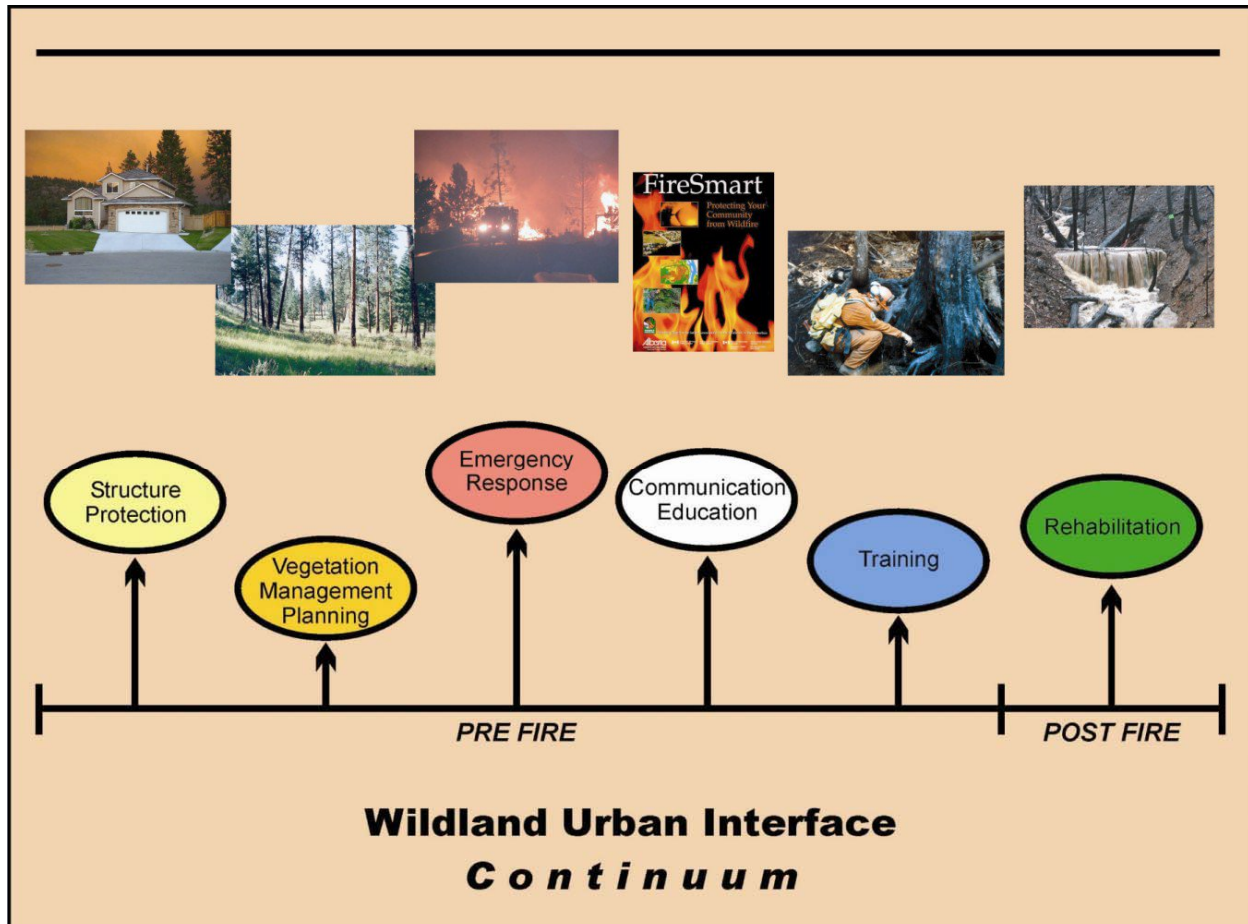 FireSmart
Protecting Your
Community
from Wildfire
Alberta
Structure
Protection
Vegetation
Management
Planning
Emergency
Response
Communication
Education
Training
Rehabilitation
PRE FIRE
POST FIRE
Wildland Urban Interface
Continuum